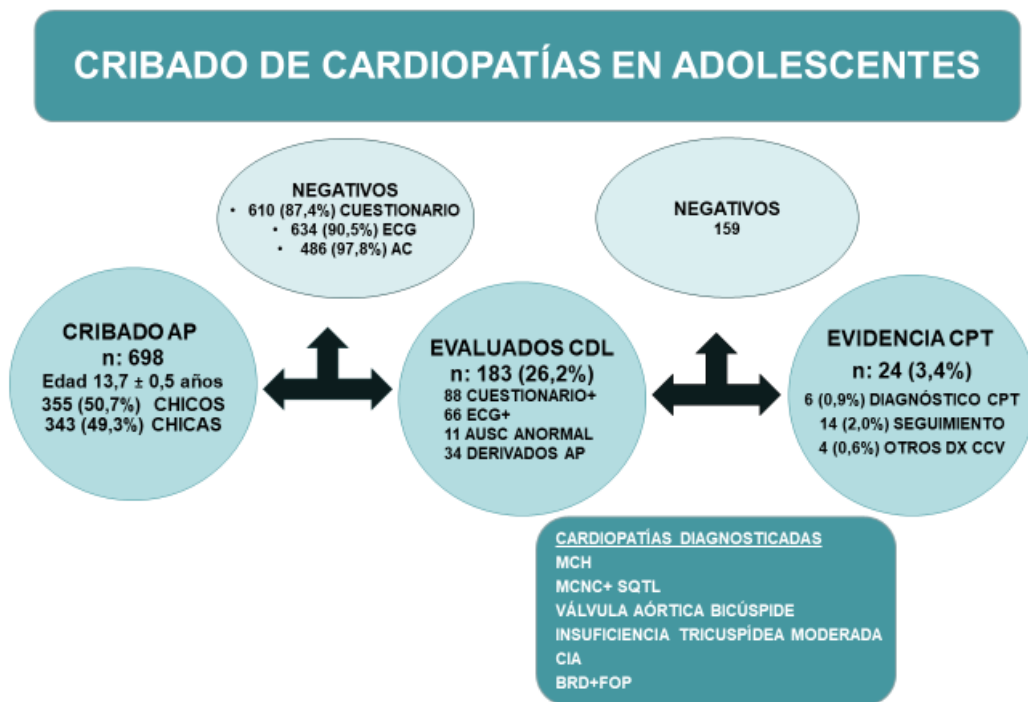 CRIBADO DE CARDIOPATÍAS EN ADOLESCENTES
NEGATIVOS
• 610 (87,4%) CUESTIONARIO
• 634 (90,5%) ECG
• 486 (97,8%) AC
NEGATIVOS
159
CRIBADO AP
n: 698
Edad 13,7 ± 0,5 años
355 (50,7%) CHICOS
343 (49,3%) CHICAS
EVALUADOS CDL
n: 183 (26,2%)
88 CUESTIONARIO+
66 ECG+
11 AUSC ANORMAL
34 DERIVADOS AP
EVIDENCIA CPT
n: 24 (3,4%)
6 (0,9%) DIAGNÓSTICO CPT
14 (2,0%) SEGUIMIENTO
4 (0,6%) OTROS DX CCV
CARDIOPATÍAS DIAGNOSTICADAS
MCH
MCNC+ SQTL
VÁLVULA AÓRTICA BICÚSPIDE
INSUFICIENCIA TRICUSPÍDEA MODERADA
CIA
BRD+FOP